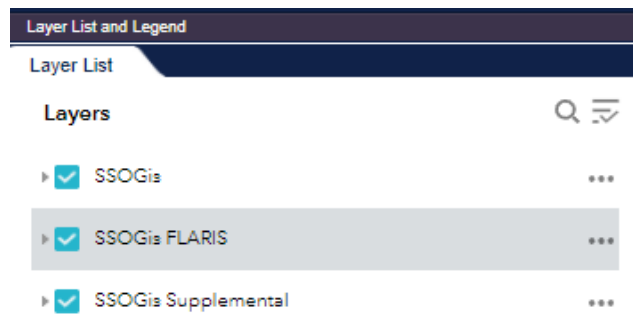 Layer List and Legend
Layer List
Layers
SSOGis
SSOGis FLARIS
SSOGis Supplemental